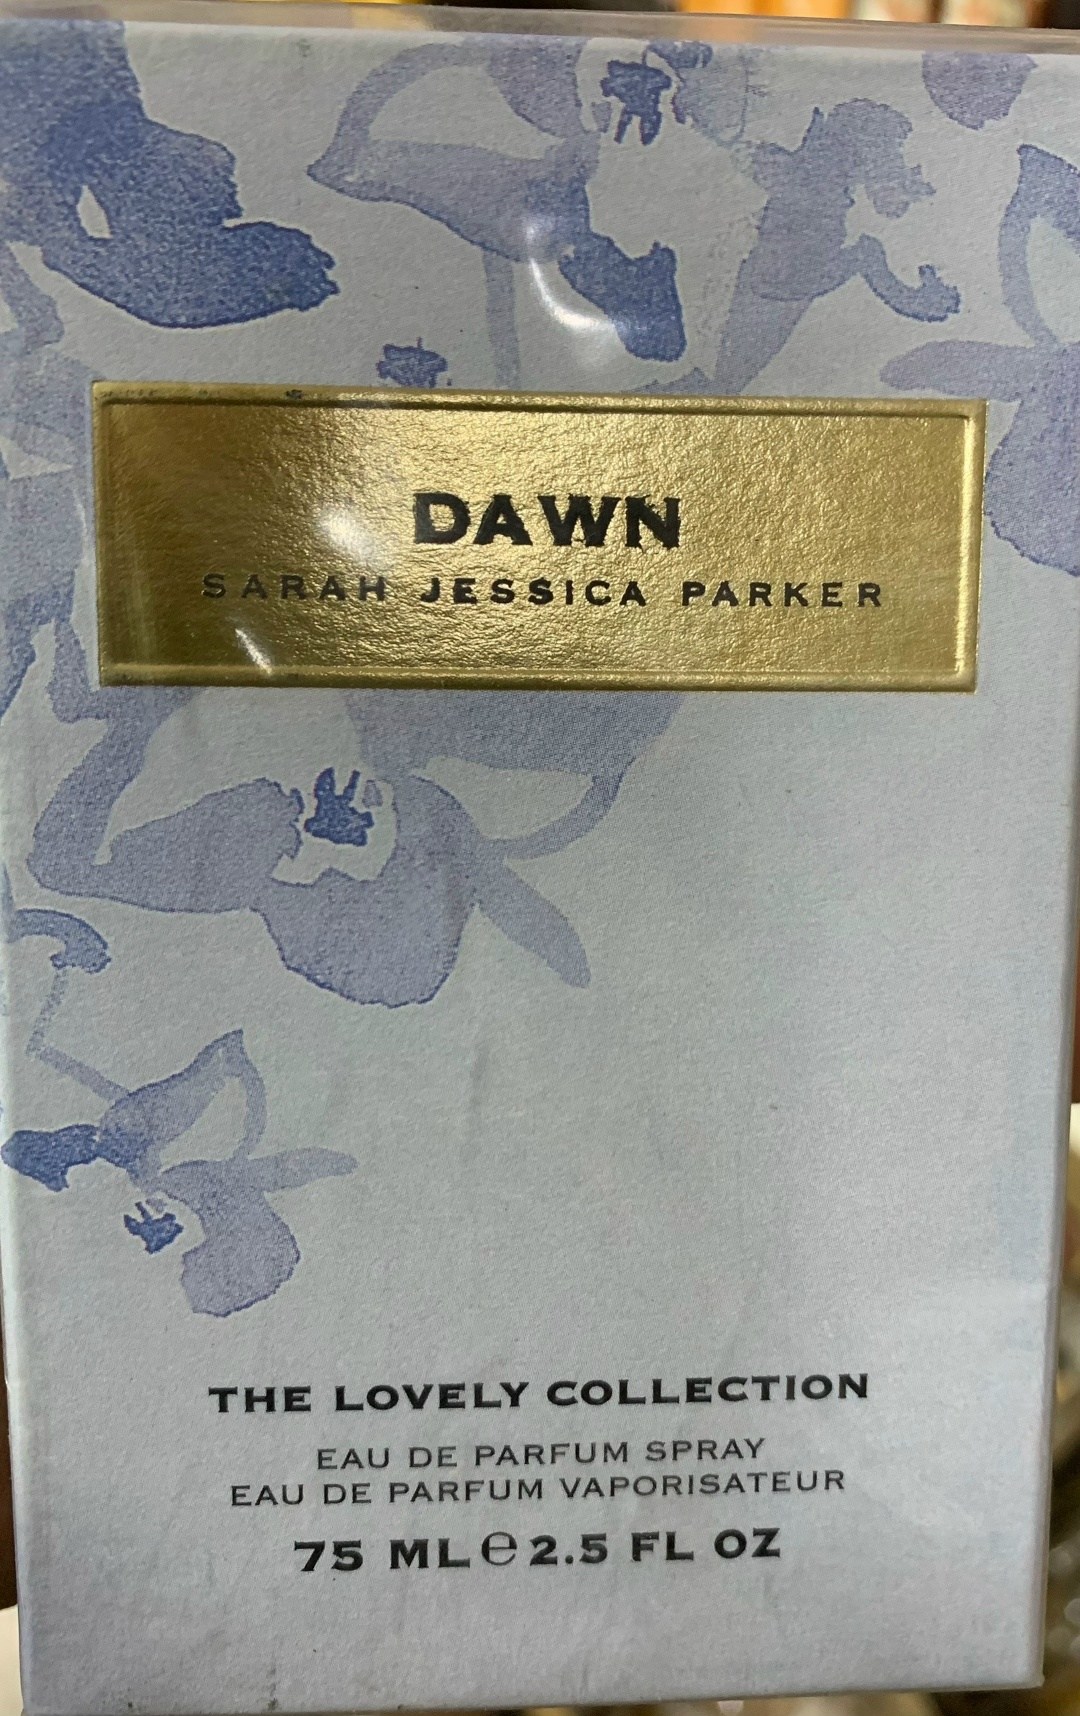 DAWN
SARAH JESSICA PARKER
THE LOVELY COLLECTION
EAU DE PARFUM SPRAY
EAU DE PARFUM VAPORISATEUR
75 ML ℮ 2.5 FL OZ